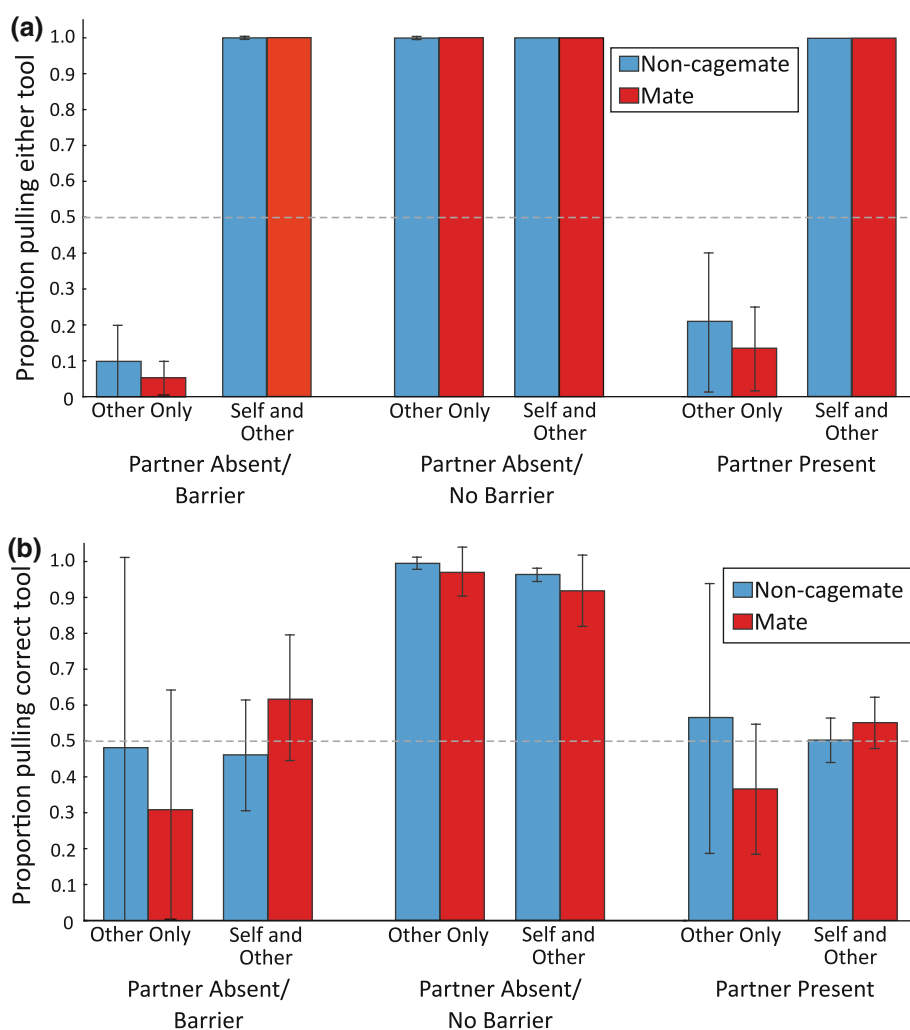 (a)
Proportion pulling either tool
1.0
0.9
0.8
0.7
0.6
0.5
0.4
0.3
0.2
0.1
0
Non-cagemate
Mate
Other Only
Self and
Other
Other Only
Self and
Other
Other Only
Self and
Other
Partner Absent/
Barrier
Partner Absent/
No Barrier
Partner Present
(b)
Proportion pulling correct tool
1.0
0.9
0.8
0.7
0.6
0.5
0.4
0.3
0.2
0.1
0
Non-cagemate
Mate
Other Only
Self and
Other
Other Only
Self and
Other
Other Only
Self and
Other
Partner Absent/
Barrier
Partner Absent/
No Barrier
Partner Present